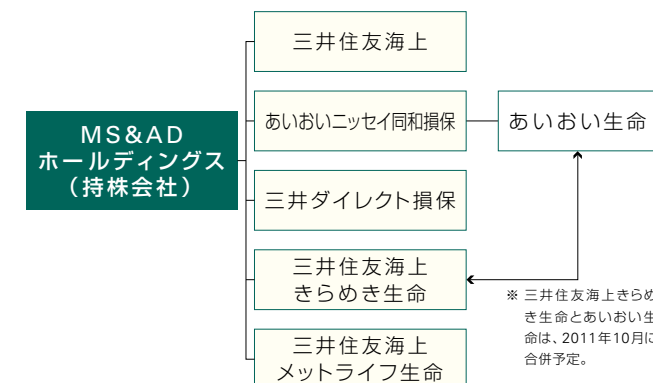 MS&AD
ホールディングス
（持株会社）
三井住友海上
あいおいニッセイ同和損保
あいおい生命
三井ダイレクト損保
三井住友海上
きらめき生命
三井住友海上
メットライフ生命
※ 三井住友海上きらめ
き生命とあいおい生
命は、2011年10月に
合併予定。